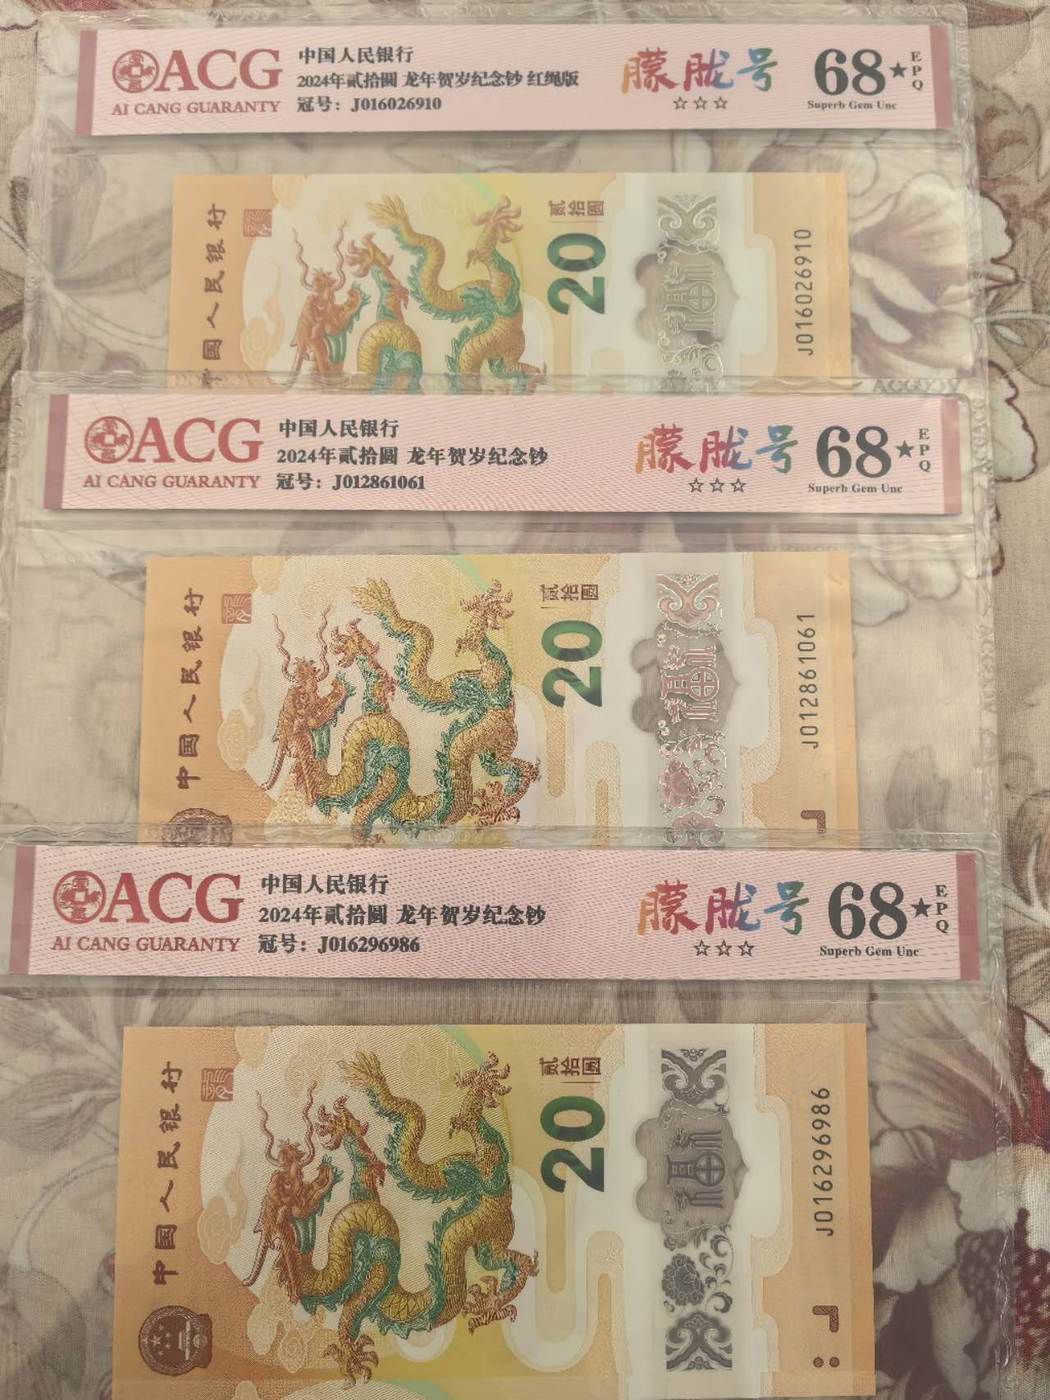 ACG
AI CANG GUARANTY
中国人民银行
2024年贰拾圆 龙年贺岁纪念钞 红绳版
冠号：J016026910
朦胧号
☆☆☆
68★
EPQ
Superb Gem Unc
中国人民银行
贰拾圆
20
J016026910
ACG
AI CANG GUARANTY
中国人民银行
2024年贰拾圆 龙年贺岁纪念钞
冠号：J012861061
朦胧号
☆☆☆
68★
EPQ
Superb Gem Unc
中国人民银行
贰拾圆
20
J012861061
ACG
AI CANG GUARANTY
中国人民银行
2024年贰拾圆 龙年贺岁纪念钞
冠号：J016296986
朦胧号
☆☆☆
68★
EPQ
Superb Gem Unc
中国人民银行
贰拾圆
20
J016296986